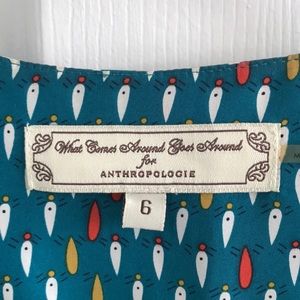 What Comes Around Goes Around
for
ANTHROPOLOGIE
6